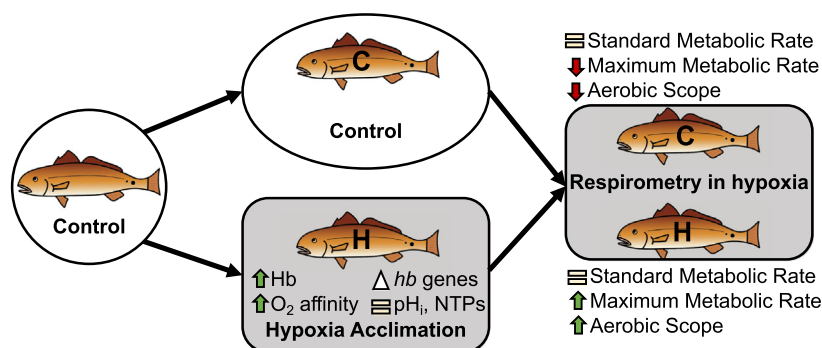 Control
C
Control
H
Hb
hb genes
O₂ affinity
pHᵢ, NTPs
Hypoxia Acclimation
Standard Metabolic Rate
Maximum Metabolic Rate
Aerobic Scope
C
Respirometry in hypoxia
H
Standard Metabolic Rate
Maximum Metabolic Rate
Aerobic Scope